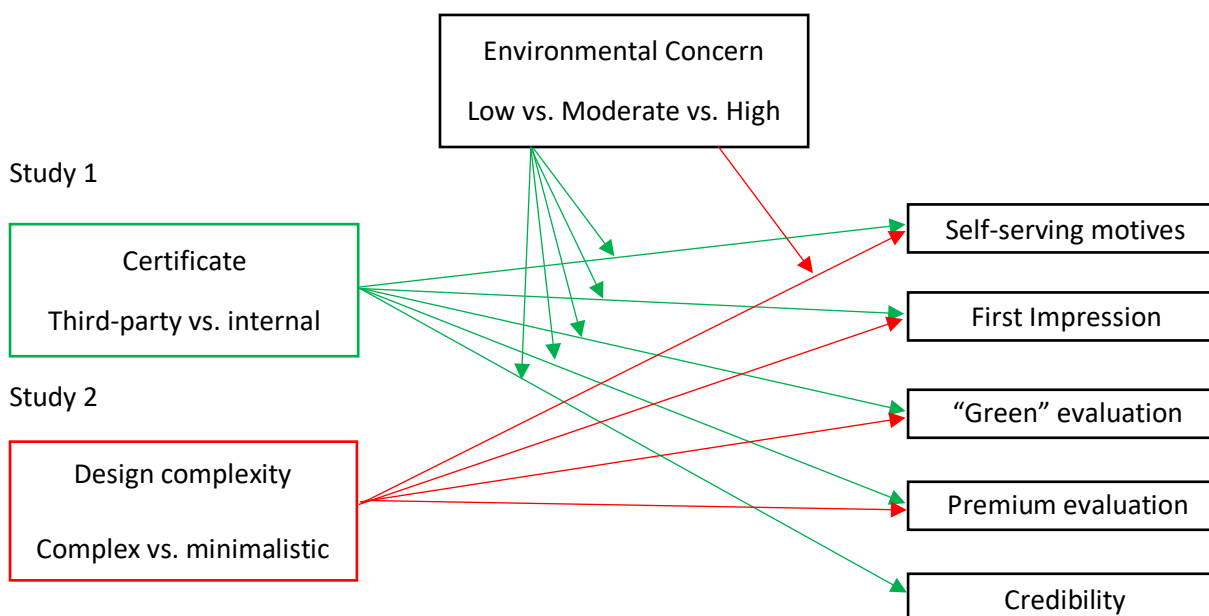 Environmental Concern
Low vs. Moderate vs. High
Study 1
Certificate
Third-party vs. internal
Study 2
Design complexity
Complex vs. minimalistic
Self-serving motives
First Impression
“Green” evaluation
Premium evaluation
Credibility